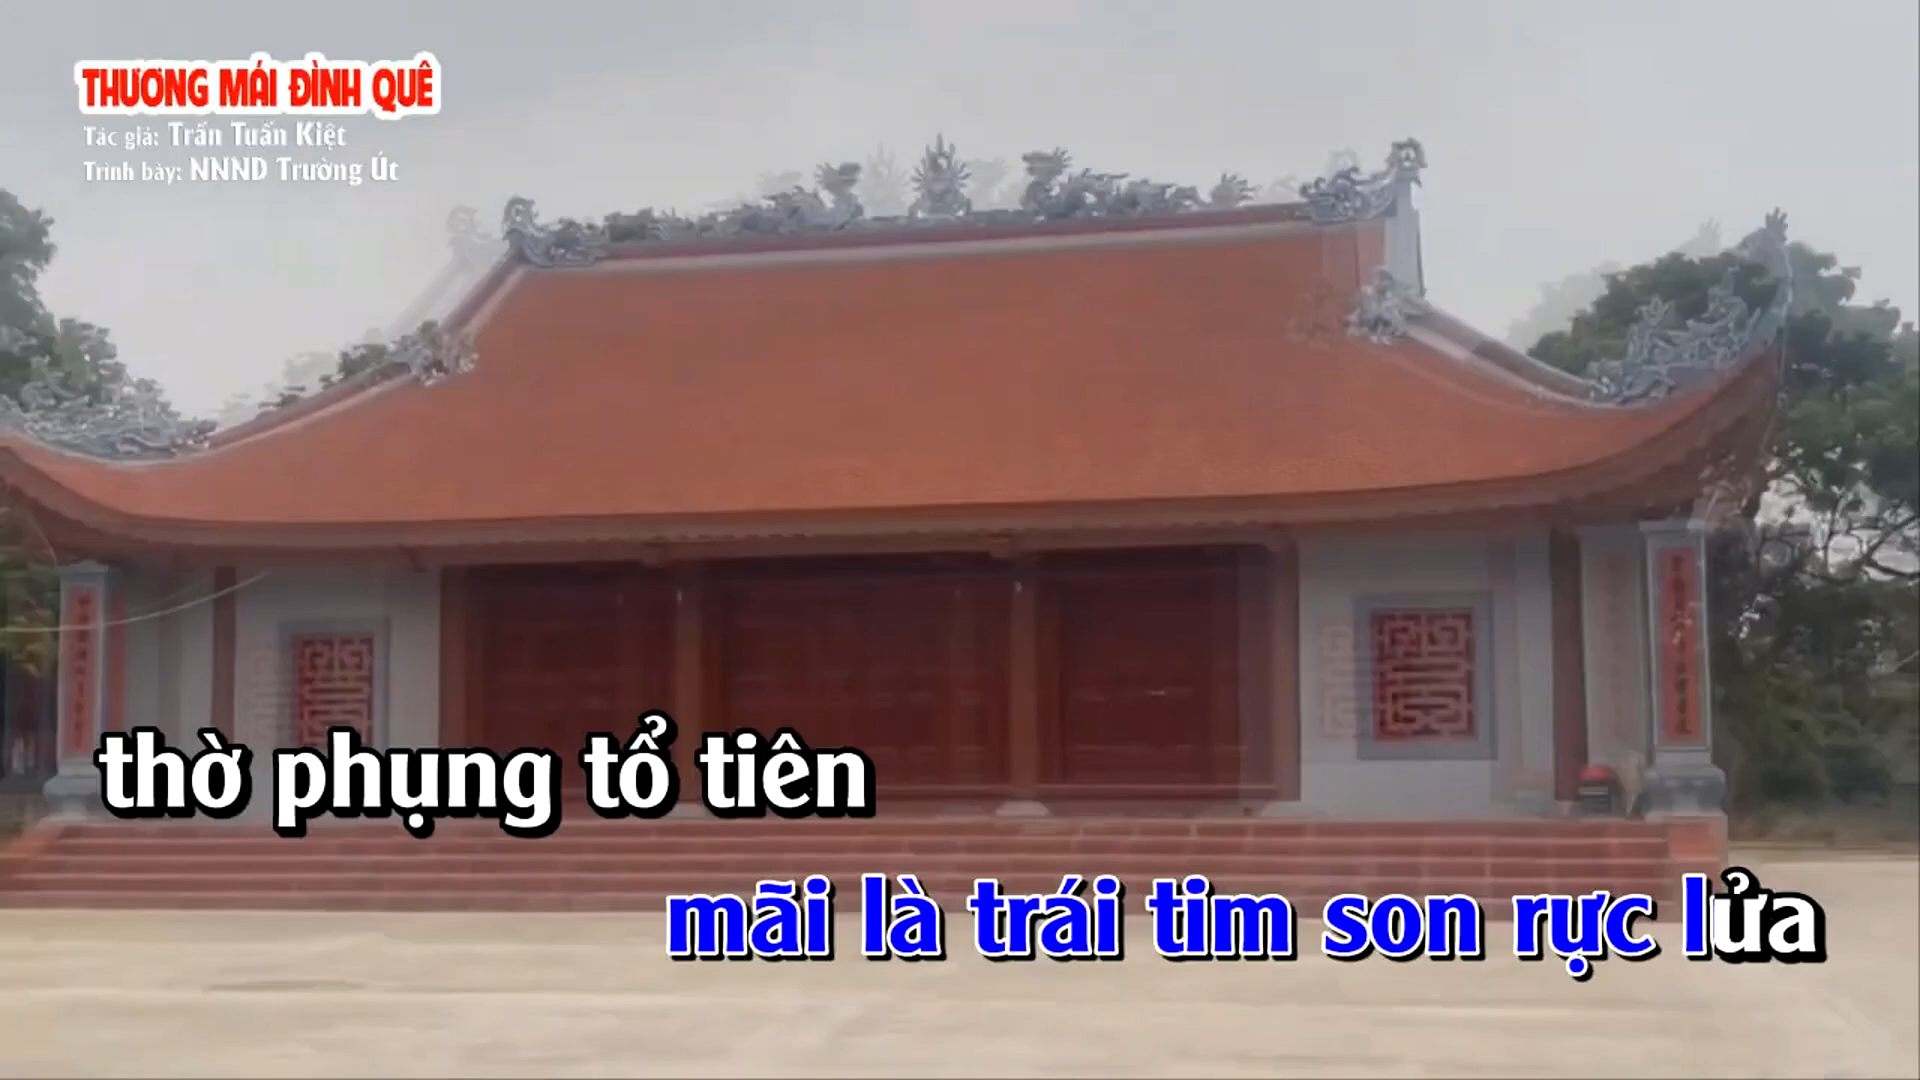 THƯƠNG MÁI ĐÌNH QUÊ
Tác giả: Trần Tuấn Kiệt
Trình bày: NNND Trường Út
thờ phụng tổ tiên
mãi là trái tim son rực lửa